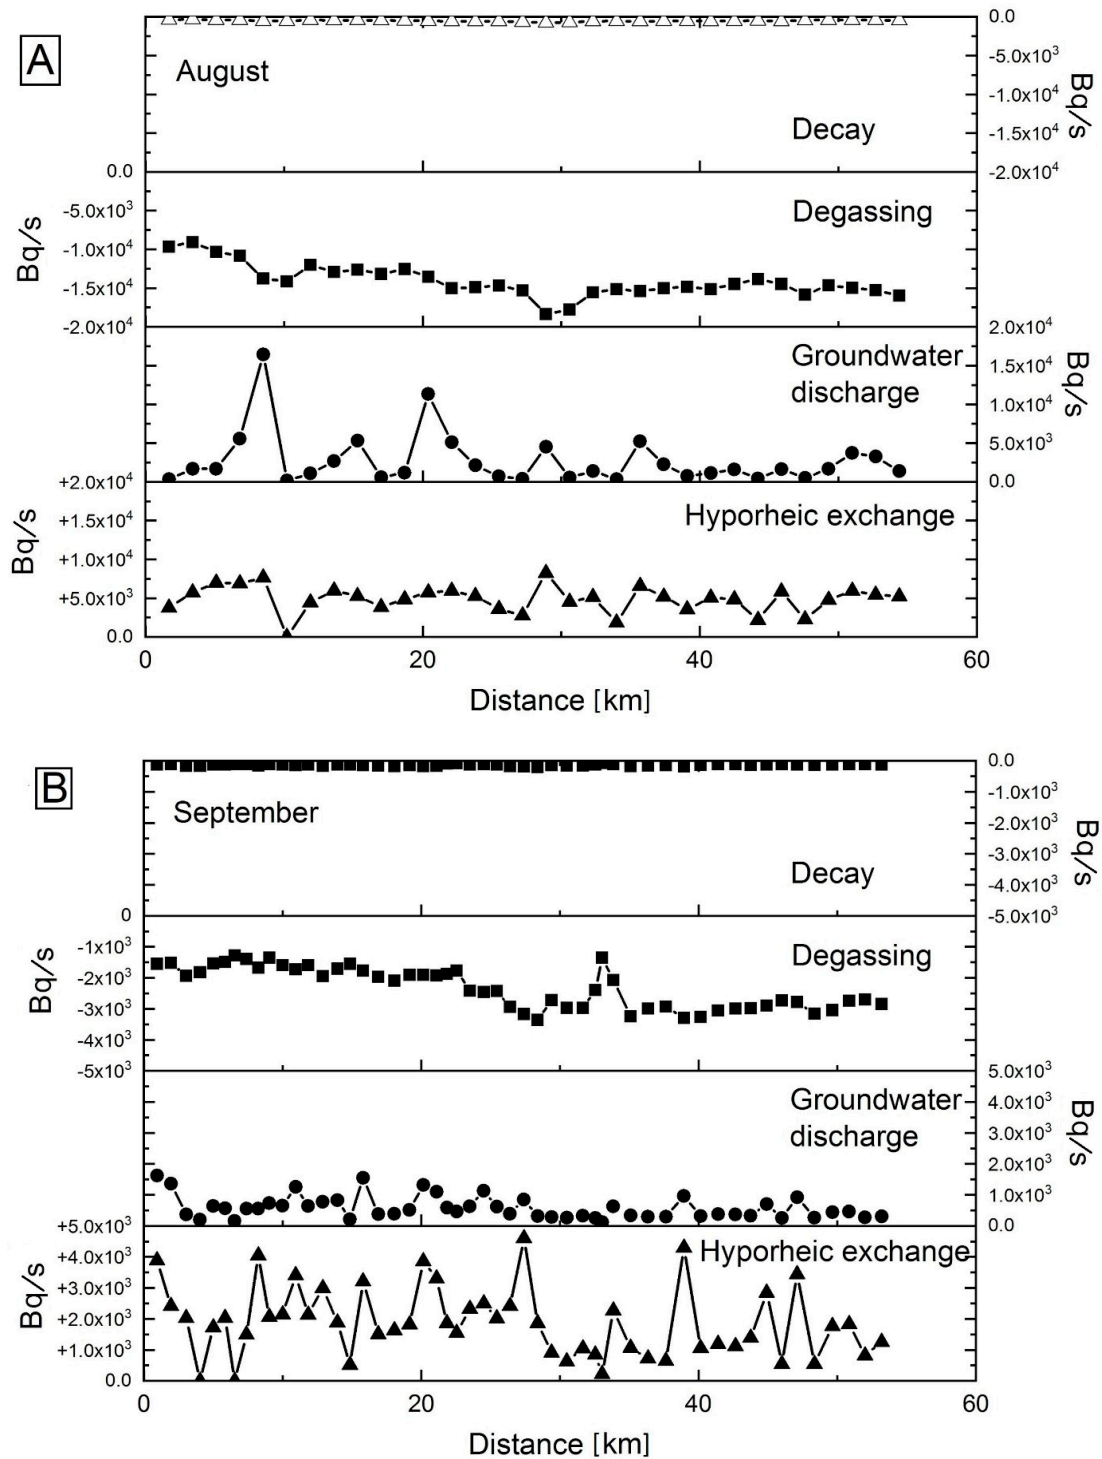 A
August
0.0
-5.0x10³
-1.0x10⁴
-1.5x10⁴
-2.0x10⁴
Bq/s
Decay
0.0
-5.0x10³
-1.0x10⁴
-1.5x10⁴
-2.0x10⁴
Bq/s
Degassing
2.0x10⁴
1.5x10⁴
1.0x10⁴
5.0x10³
0.0
Bq/s
Groundwater
discharge
+2.0x10⁴
+1.5x10⁴
+1.0x10⁴
+5.0x10³
0.0
Bq/s
Hyporheic exchange
0 20 40 60
Distance [km]
B
September
0.0
-1.0x10³
-2.0x10³
-3.0x10³
-4.0x10³
-5.0x10³
Bq/s
Decay
0
-1x10³
-2x10³
-3x10³
-4x10³
-5x10³
Bq/s
Degassing
5.0x10³
4.0x10³
3.0x10³
2.0x10³
1.0x10³
0.0
Bq/s
Groundwater
discharge
+5.0x10³
+4.0x10³
+3.0x10³
+2.0x10³
+1.0x10³
0.0
Bq/s
Hyporheic exchange
0 20 40 60
Distance [km]